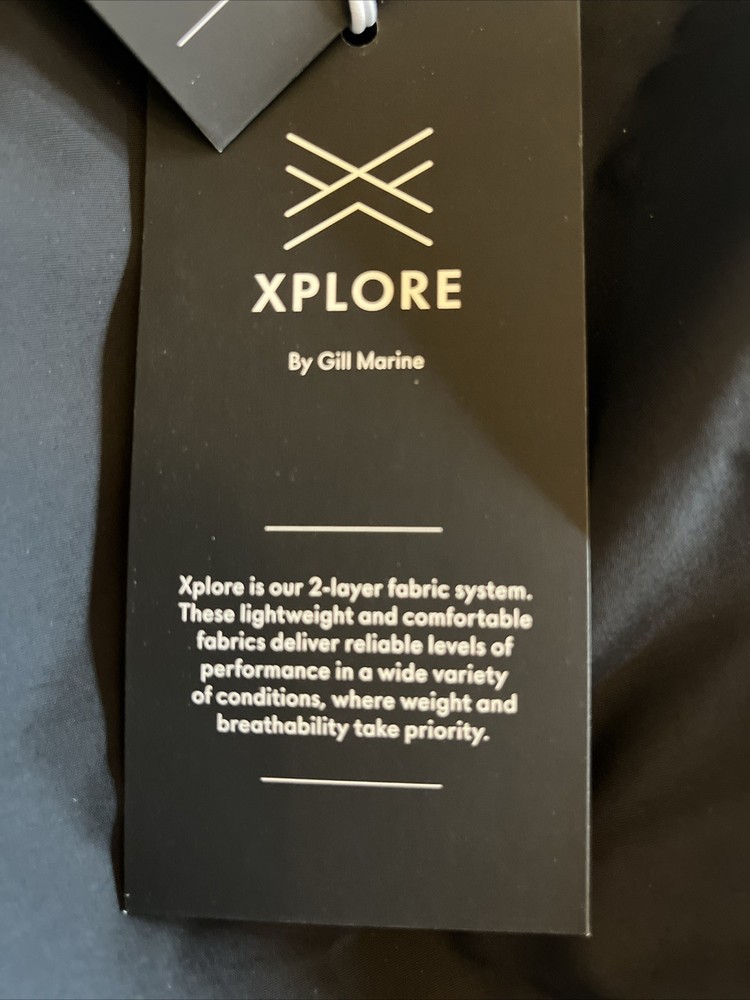 XPLORE
By Gill Marine
Xplore is our 2-layer fabric system.
These lightweight and comfortable
fabrics deliver reliable levels of
performance in a wide variety
of conditions, where weight and
breathability take priority.